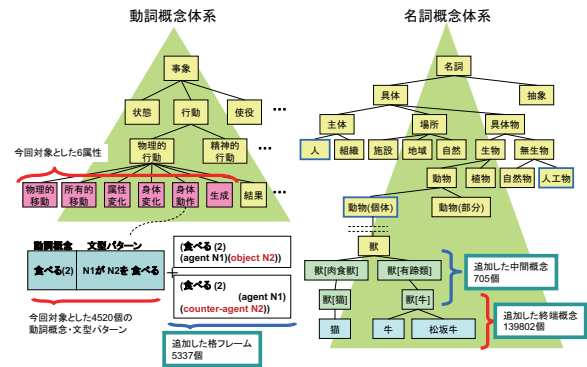 動詞概念体系
事象
状態
行動
使役
…
物理的
行動
精神的
行動
…
今回対象とした6属性
物理的
移動
所有的
移動
属性
変化
身体
変化
身体
動作
生成
結果
…
動詞概念
文型パターン
食べる(2)
N1が N2を 食べる
+
(食べる(2)
(agent N1)(object N2))
(食べる(2)
(agent N1)
(counter-agent N2))
今回対象とした4520個の
動詞概念・文型パターン
追加した格フレーム
5337個
名詞概念体系
名詞
具体
抽象
主体
場所
具体物
人
組織
施設
地域
自然
生物
無生物
動物
植物
自然物
人工物
動物(個体)
動物(部分)
獣
獣[肉食獣]
獣[有蹄類]
獣[猫]
獣[牛]
猫
牛
松坂牛
追加した中間概念
705個
追加した終端概念
139802個